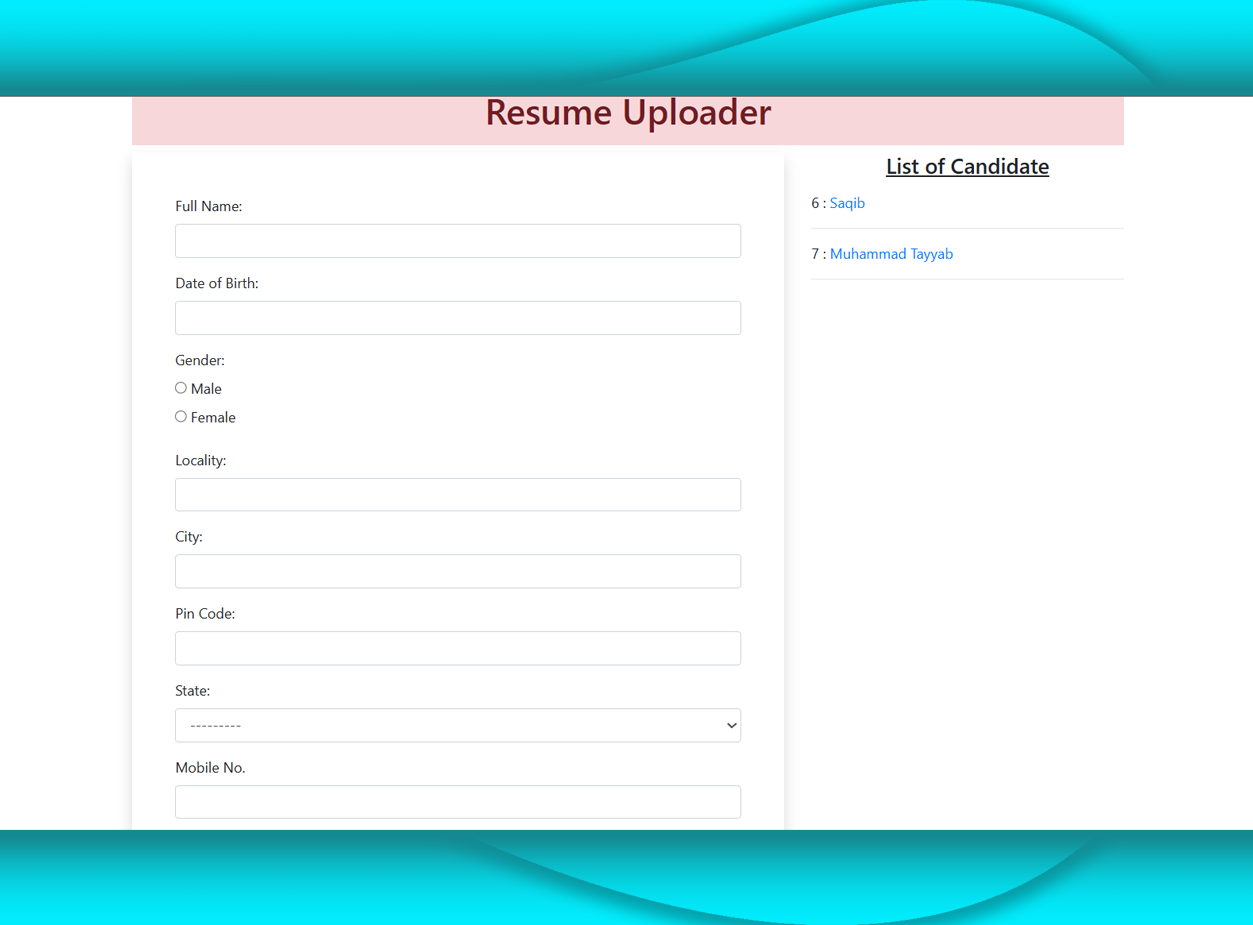 Resume Uploader
Full Name:
Date of Birth:
Gender:
Male
Female
Locality:
City:
Pin Code:
State:
---------
Mobile No.
List of Candidate
6 : Saqib
7 : Muhammad Tayyab